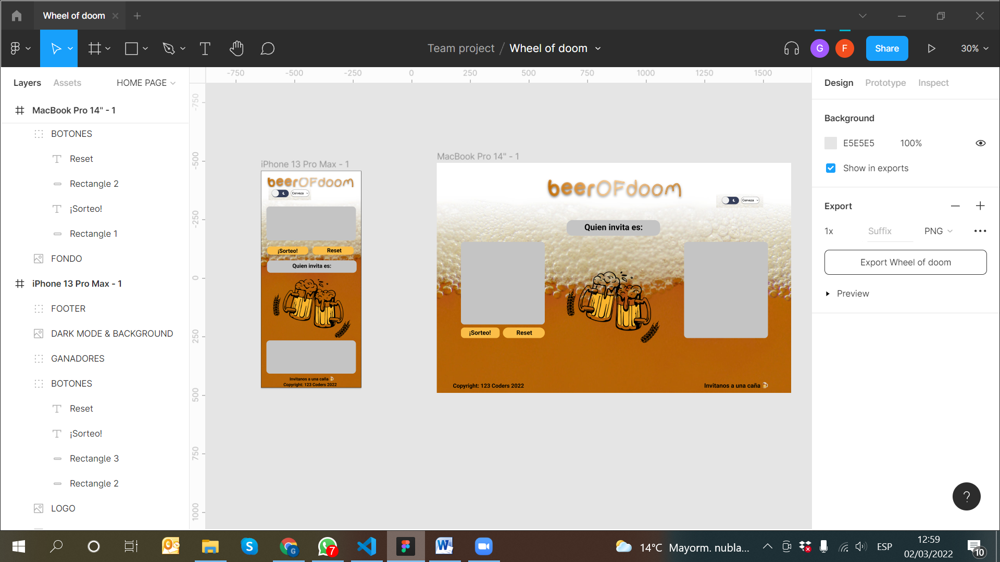 Wheel of doom
Team project / Wheel of doom
G
F
Share
30%
Layers
Assets
HOME PAGE
MacBook Pro 14" - 1
BOTONES
Reset
Rectangle 2
¡Sorteo!
Rectangle 1
FONDO
iPhone 13 Pro Max - 1
FOOTER
DARK MODE & BACKGROUND
GANADORES
BOTONES
Reset
¡Sorteo!
Rectangle 3
Rectangle 2
LOGO
-750 -500 -250 0 250 500 750 1000 1250 1500
-750
-500
-250
0
250
500
750
1000
iPhone 13 Pro Max - 1
beerOFdoom
Cerveza
¡Sorteo!
Reset
Quien invita es:
Invitanos a una caña
Copyright: 123 Coders 2022
MacBook Pro 14" - 1
beerOFdoom
Cerveza
Quien invita es:
¡Sorteo!
Reset
Copyright: 123 Coders 2022
Invitanos a una caña
Design
Prototype
Inspect
Background
E5E5E5
100%
Show in exports
Export
1x
Suffix
PNG
Export Wheel of doom
Preview
?
7
14°C Mayorm. nubla...
ESP
12:59
02/03/2022
10